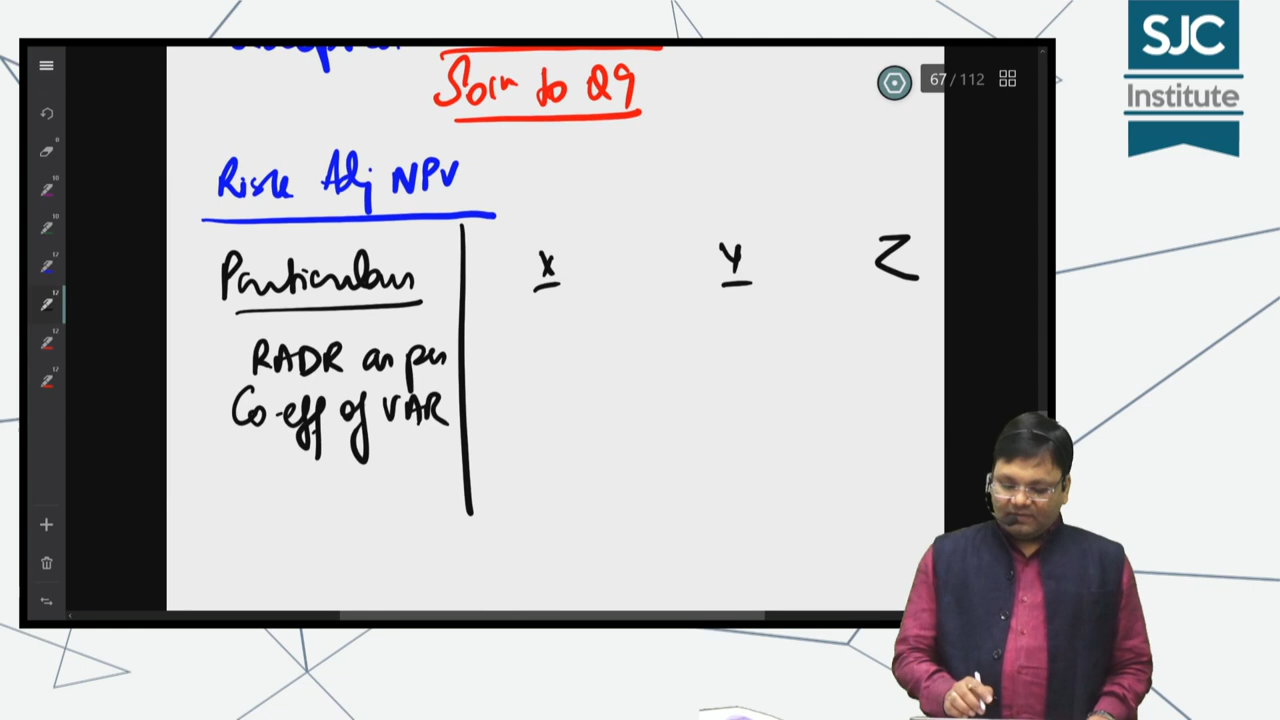 Soln to Q9
67 / 112
SJC
Institute
Risk Adj NPV
Particulars
X
Y
Z
RADR as per
Co-eff of VAR